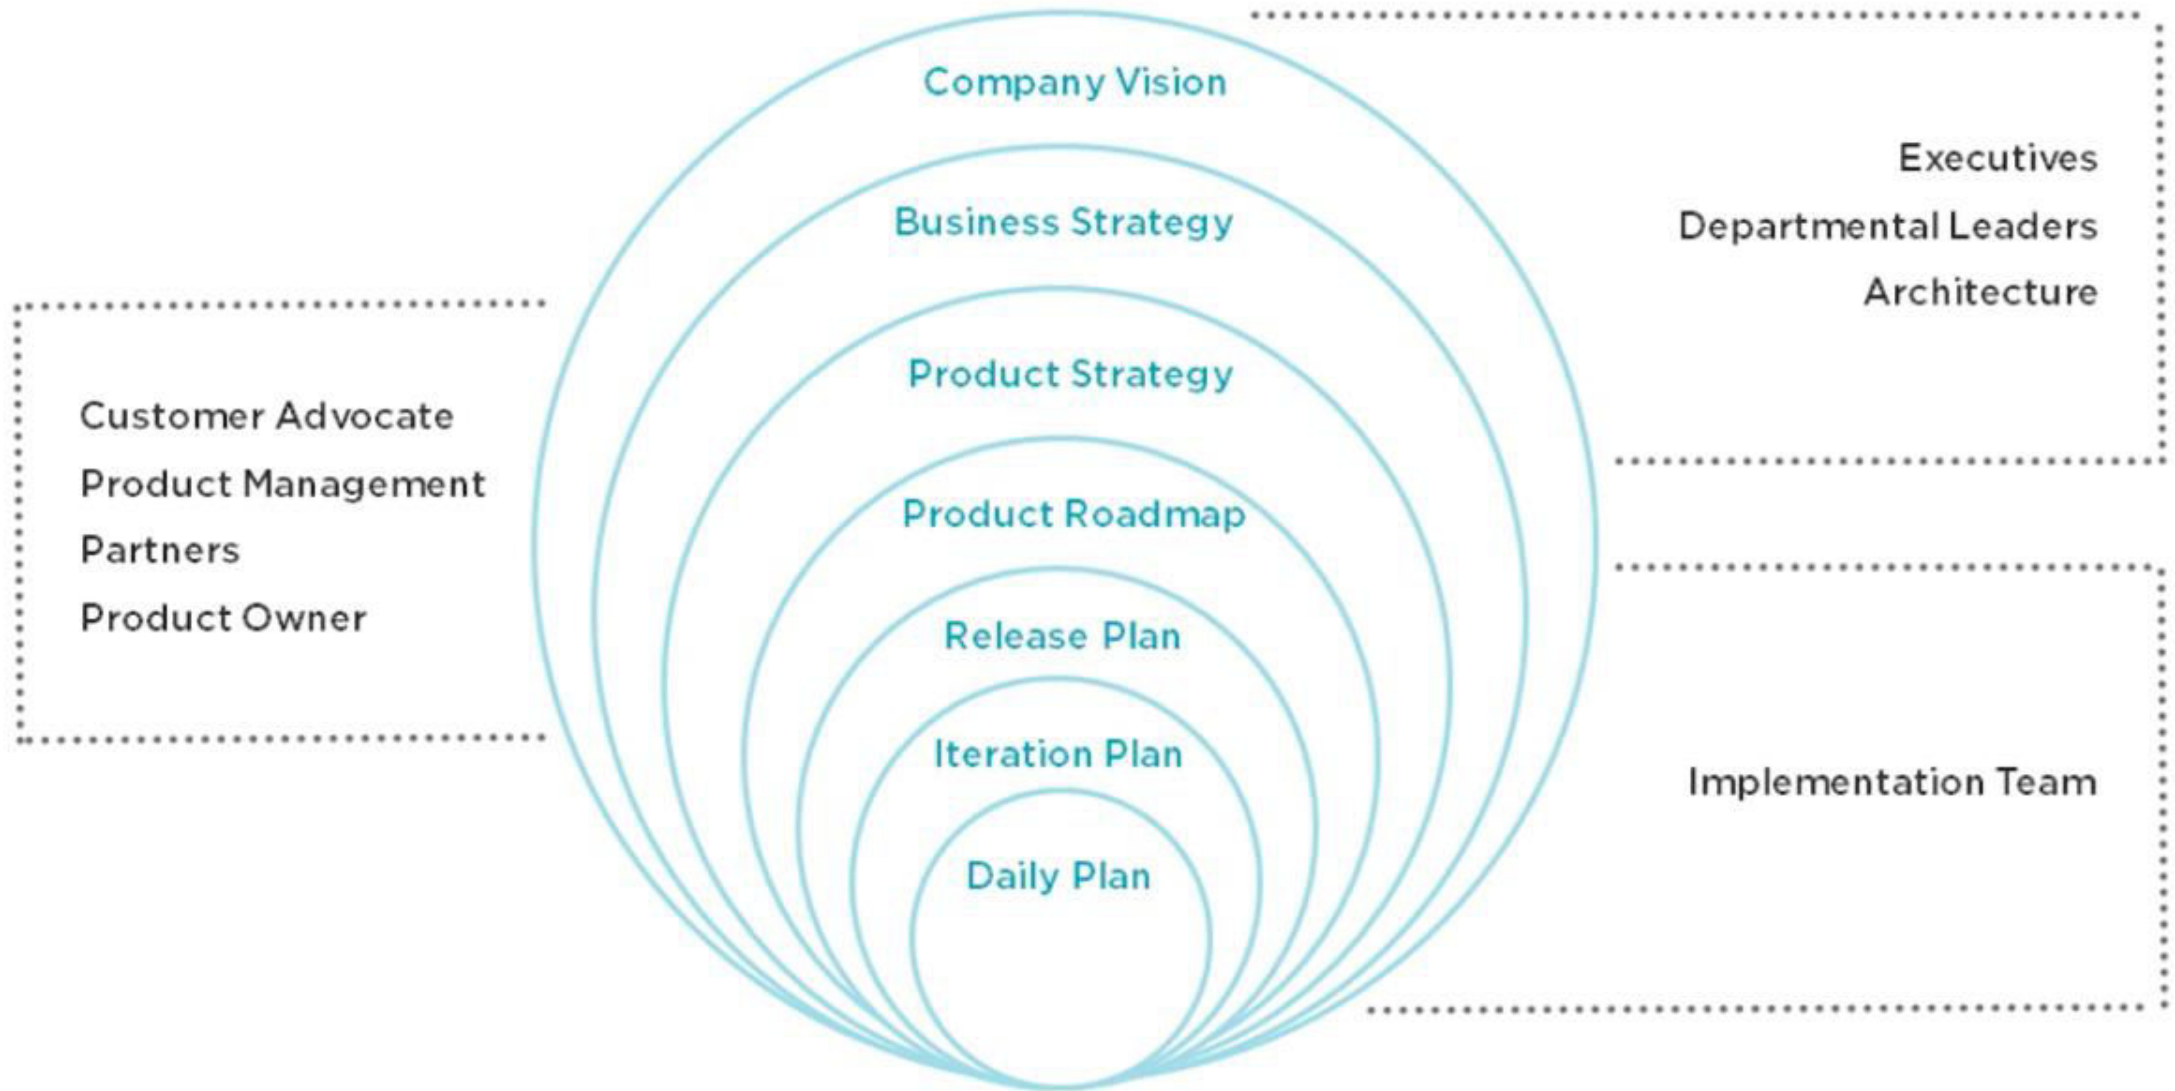 Company Vision
Business Strategy
Product Strategy
Product Roadmap
Release Plan
Iteration Plan
Daily Plan
Customer Advocate
Product Management
Partners
Product Owner
Executives
Departmental Leaders
Architecture
Implementation Team